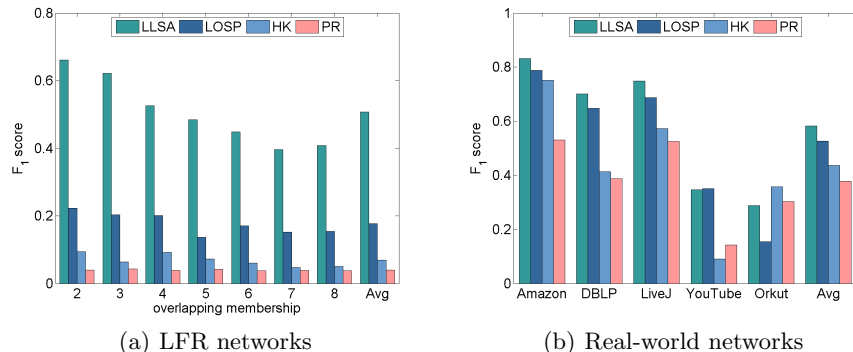 0.8
0.6
0.4
0.2
0
F1 score
LLSA LOSP HK PR
2 3 4 5 6 7 8 Avg
overlapping membership
(a) LFR networks
1
0.8
0.6
0.4
0.2
0
F1 score
LLSA LOSP HK PR
Amazon DBLP LiveJ YouTube Orkut Avg
(b) Real-world networks